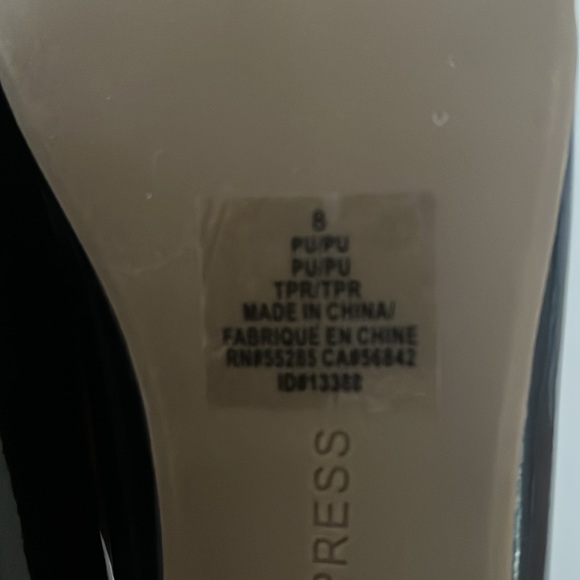 8
PU/PU
PU/PU
TPR/TPR
MADE IN CHINA/
FABRIQUE EN CHINE
RN#55285 CA#56842
ID#13388
PRESS